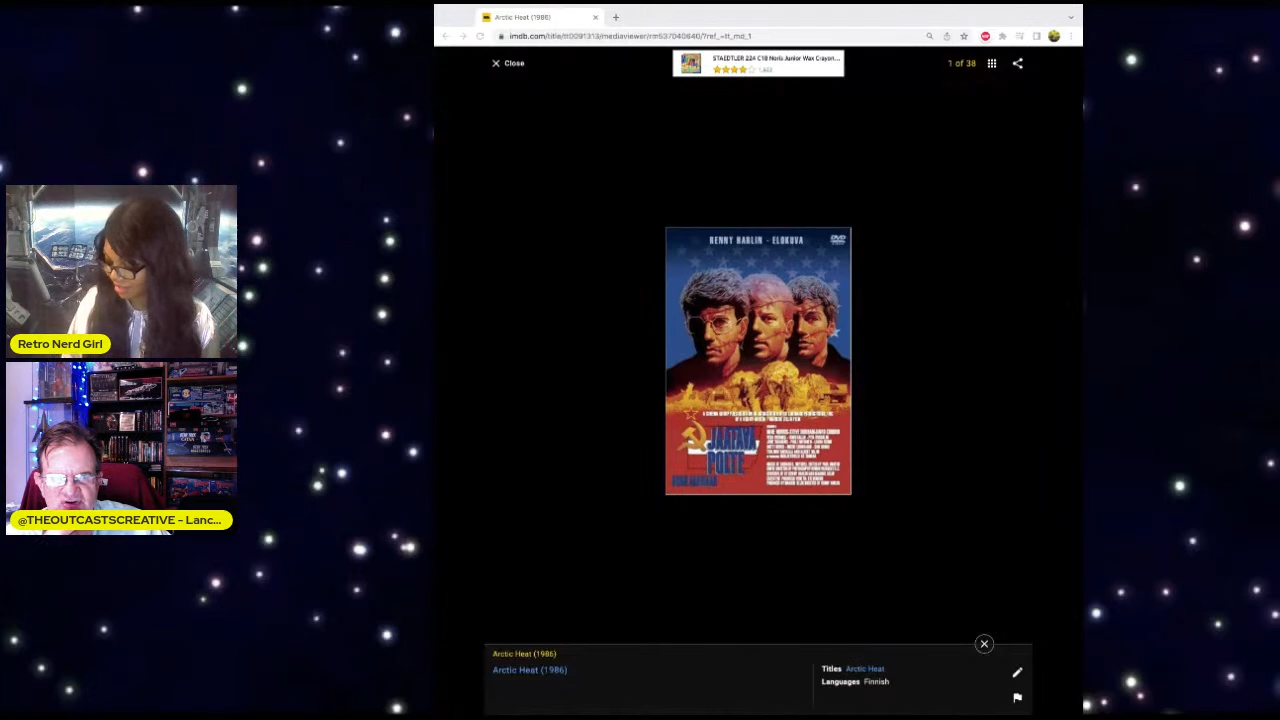 Arctic Heat (1986)
imdb.com/title/tt0091313/mediaviewer/rm537040640/?ref_=tt_md_1
Close
STAEDTLER 224 C18 Noris Junior Wax Crayon...
1 of 38
RENNY HARLIN - ELOKUVA
DVD
JÄÄTÄVÄ
POLTE
Retro Nerd Girl
@THEOUTCASTSCREATIVE - Lanc...
Arctic Heat (1986)
Arctic Heat (1986)
Titles Arctic Heat
Languages Finnish